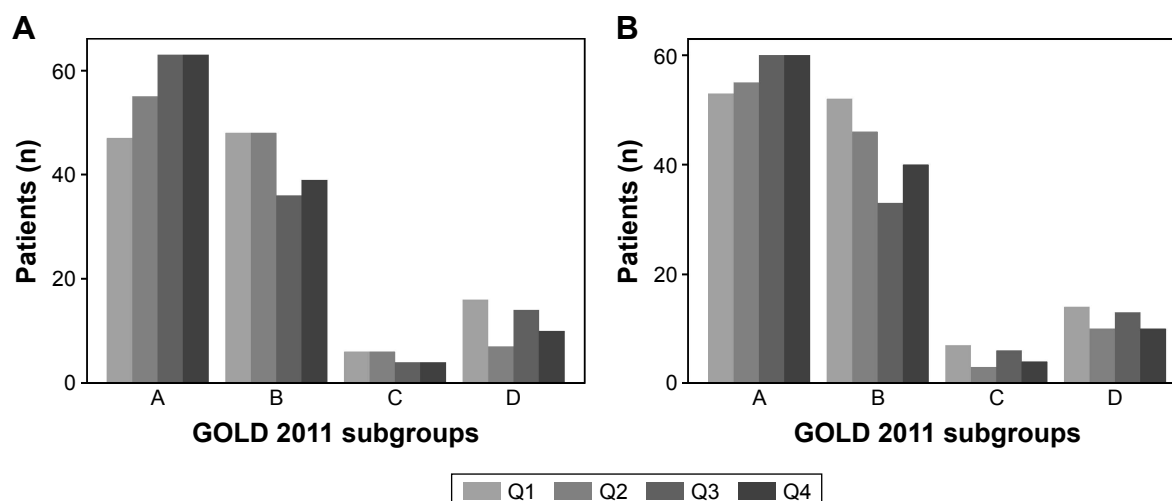 A
Patients (n)
60
40
20
0
A B C D
GOLD 2011 subgroups
B
Patients (n)
60
40
20
0
A B C D
GOLD 2011 subgroups
Q1 Q2 Q3 Q4